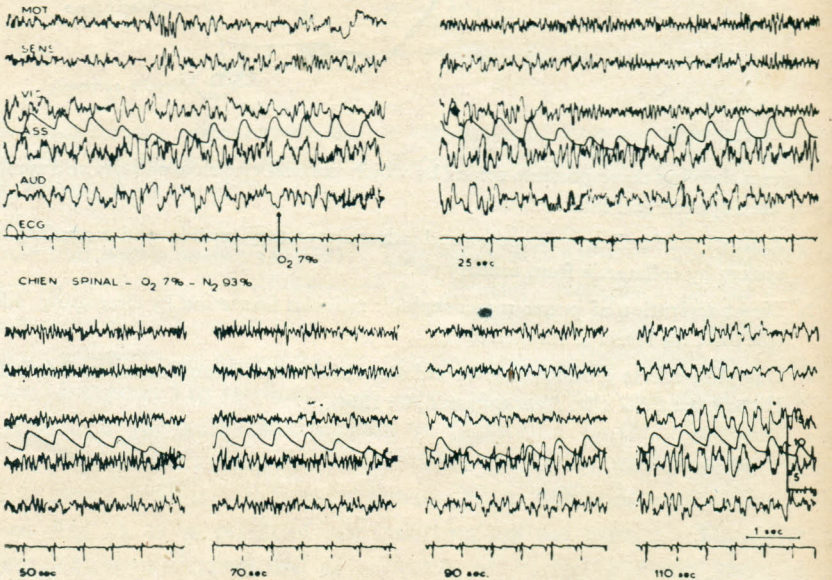 MOT
SENS
VIS
ASS
AUD
ECG
O₂ 7%
25 sec
CHIEN SPINAL - O₂ 7% - N₂ 93%
1 sec
50 sec
70 sec
90 sec.
110 sec